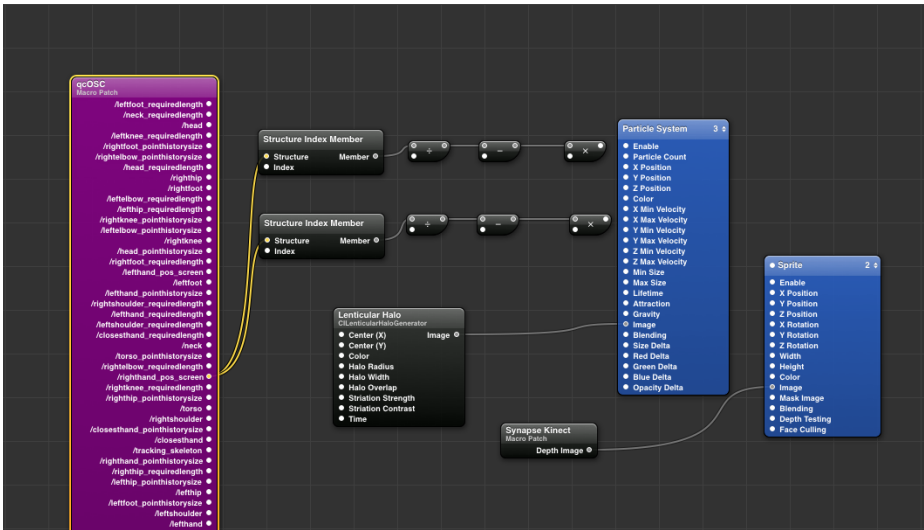 qcOSC
Macro Patch
/leftfoot_requiredlength
/neck_requiredlength
/head
/leftknee_requiredlength
/rightfoot_pointhistorysize
/rightelbow_pointhistorysize
/head_requiredlength
/righthip
/rightfoot
/leftelbow_requiredlength
/lefthip_requiredlength
/rightknee_pointhistorysize
/leftelbow_pointhistorysize
/rightknee
/head_pointhistorysize
/rightfoot_requiredlength
/lefthand_pos_screen
/leftfoot
/lefthand_pointhistorysize
/rightshoulder_pointhistorysize
/lefthand_requiredlength
/leftshoulder_requiredlength
/closesthand_requiredlength
/neck
/torso_pointhistorysize
/rightelbow_requiredlength
/righthand_pos_screen
/rightknee_requiredlength
/righthip_pointhistorysize
/torso
/rightshoulder
/closesthand_pointhistorysize
/closesthand
/tracking_skeleton
/righthand_pointhistorysize
/righthip_requiredlength
/lefthip_pointhistorysize
/lefthip
/leftfoot_pointhistorysize
/leftshoulder
/lefthand
Structure Index Member
Structure Member
Index
÷
−
×
Structure Index Member
Structure Member
Index
÷
−
×
Lenticular Halo
CILenticularHaloGenerator
Center (X) Image
Center (Y)
Color
Halo Radius
Halo Width
Halo Overlap
Striation Strength
Striation Contrast
Time
Synapse Kinect
Macro Patch
Depth Image
Particle System 3
Enable
Particle Count
X Position
Y Position
Z Position
Color
X Min Velocity
X Max Velocity
Y Min Velocity
Y Max Velocity
Z Min Velocity
Z Max Velocity
Min Size
Max Size
Lifetime
Attraction
Gravity
Image
Blending
Size Delta
Red Delta
Green Delta
Blue Delta
Opacity Delta
Sprite 2
Enable
X Position
Y Position
Z Position
X Rotation
Y Rotation
Z Rotation
Width
Height
Color
Image
Mask Image
Blending
Depth Testing
Face Culling